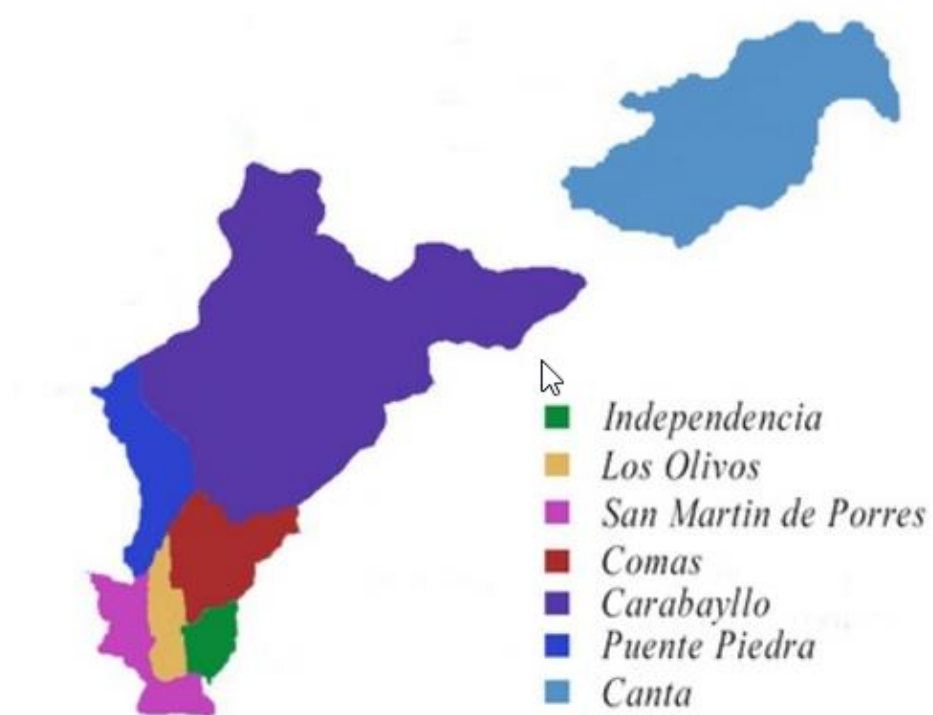 Independencia
Los Olivos
San Martin de Porres
Comas
Carabayllo
Puente Piedra
Canta